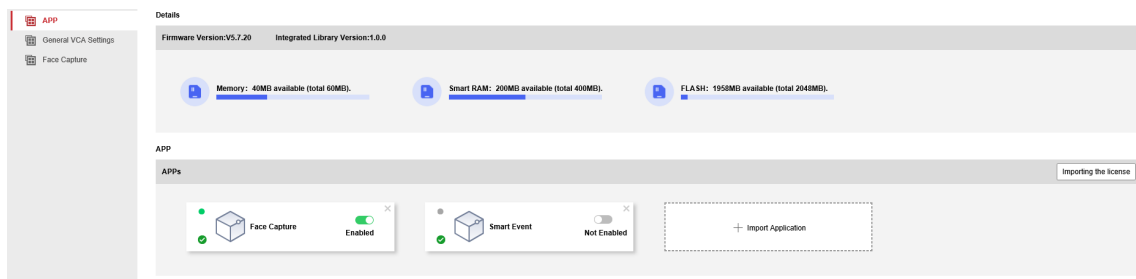 APP
General VCA Settings
Face Capture
Details
Firmware Version:V5.7.20 Integrated Library Version:1.0.0
Memory: 40MB available (total 60MB).
Smart RAM: 200MB available (total 400MB).
FLASH: 1958MB available (total 2048MB).
APP
APPs
Importing the license
Face Capture
Enabled
Smart Event
Not Enabled
Import Application